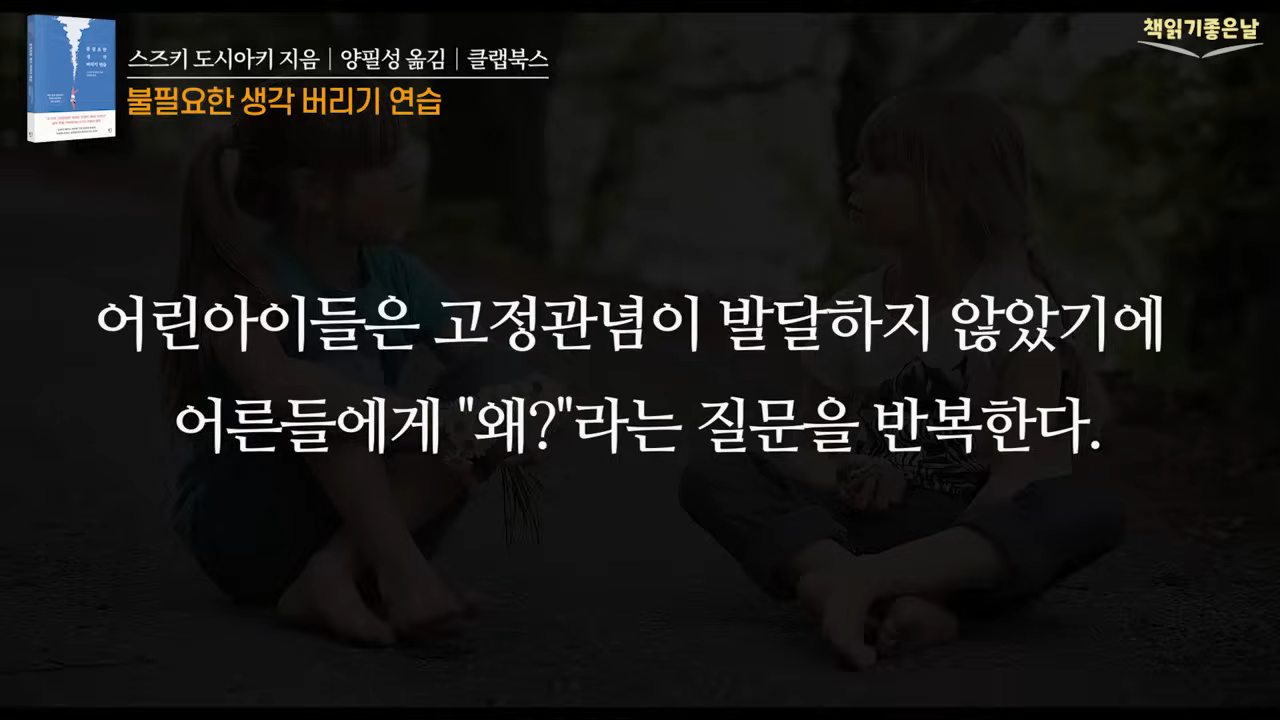 스즈키 도시아키 지음 | 양필성 옮김 | 클랩북스
불필요한 생각 버리기 연습
책읽기좋은날
어린아이들은 고정관념이 발달하지 않았기에
어른들에게 "왜?"라는 질문을 반복한다.